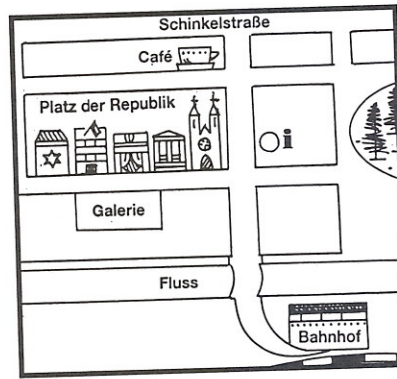 Schinkelstraße
Café
Platz der Republik
i
Galerie
Fluss
Bahnhof